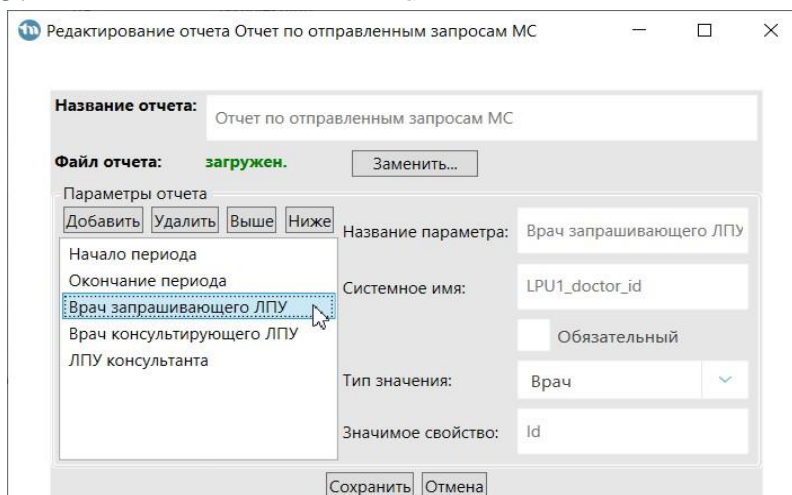 Редактирование отчета Отчет по отправленным запросам МС
Название отчета: Отчет по отправленным запросам МС
Файл отчета: загружен. Заменить...
Параметры отчета
Добавить Удалить Выше Ниже
Начало периода
Окончание периода
Врач запрашивающего ЛПУ
Врач консультирующего ЛПУ
ЛПУ консультанта
Название параметра: Врач запрашивающего ЛПУ
Системное имя: LPU1_doctor_id
Обязательный
Тип значения: Врач
Значимое свойство: Id
Сохранить Отмена